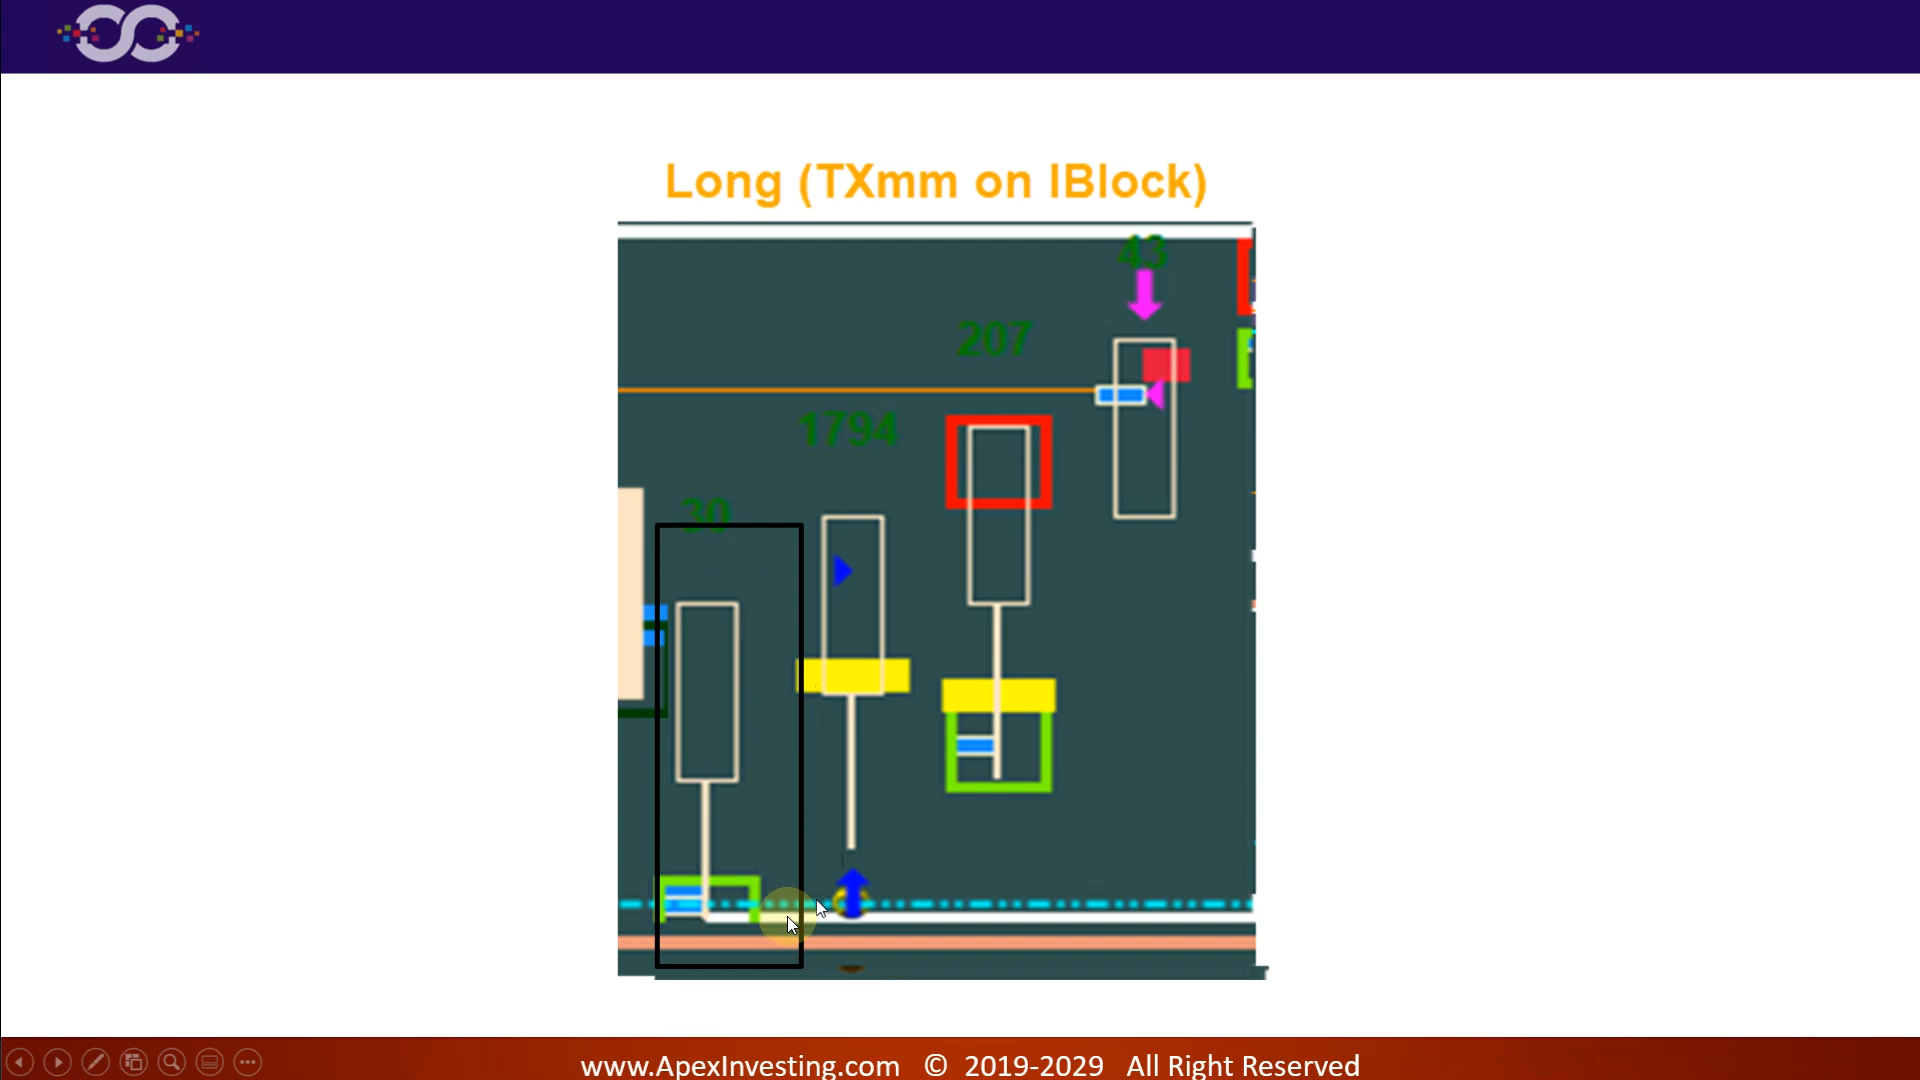 Long (TXmm on IBlock)
43
207
1794
30
www.ApexInvesting.com © 2019-2029 All Right Reserved